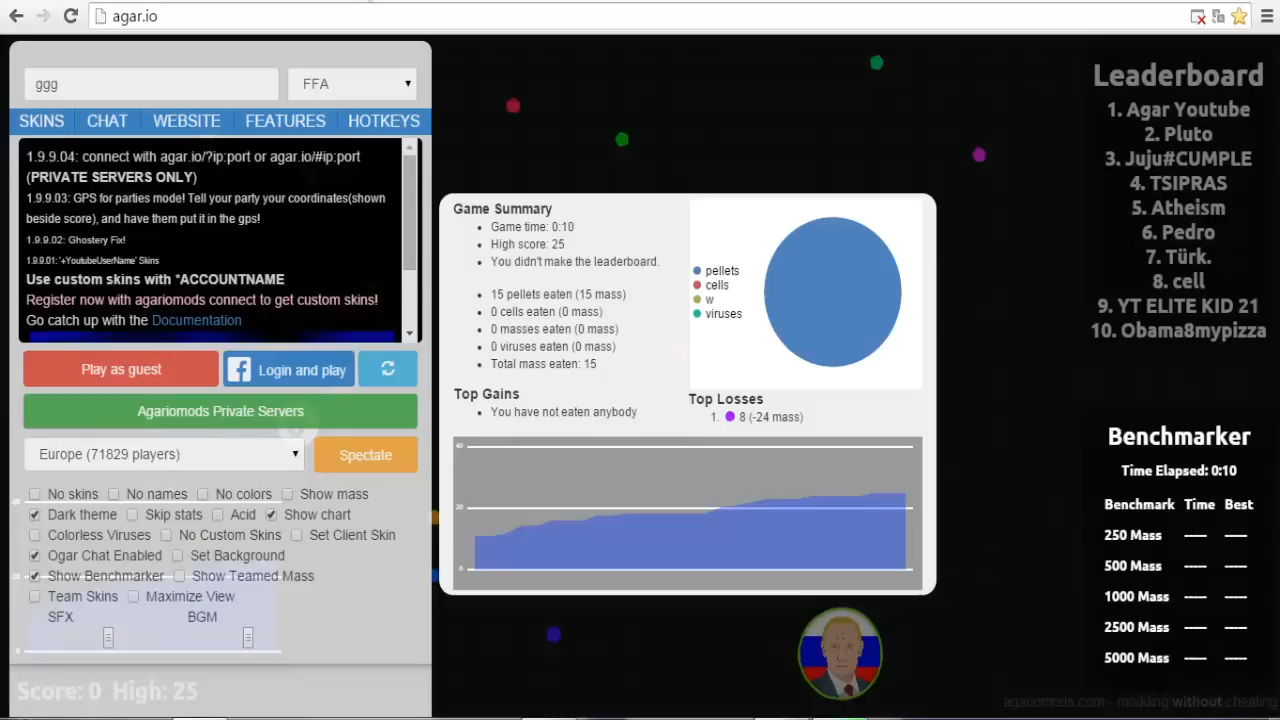 agar.io
ggg
FFA
SKINS CHAT WEBSITE FEATURES HOTKEYS
1.9.9.04: connect with agar.io/?ip:port or agar.io/#ip:port
(PRIVATE SERVERS ONLY)
1.9.9.03: GPS for parties mode! Tell your party your coordinates(shown
beside score), and have them put it in the gps!
1.9.9.02: Ghostery Fix!
1.9.9.01: '+YoutubeUserName' Skins
Use custom skins with *ACCOUNTNAME
Register now with agariomods connect to get custom skins!
Go catch up with the Documentation
Play as guest
Login and play
Agariomods Private Servers
Europe (71829 players)
Spectate
No skins No names No colors Show mass
Dark theme Skip stats Acid Show chart
Colorless Viruses No Custom Skins Set Client Skin
Ogar Chat Enabled Set Background
Show Benchmarker Show Teamed Mass
Team Skins Maximize View
SFX BGM
Score: 0 High: 25
Game Summary
Game time: 0:10
High score: 25
You didn't make the leaderboard.
15 pellets eaten (15 mass)
0 cells eaten (0 mass)
0 masses eaten (0 mass)
0 viruses eaten (0 mass)
Total mass eaten: 15
pellets
cells
w
viruses
Top Gains
You have not eaten anybody
Top Losses
1. 8 (-24 mass)
40
20
0
Leaderboard
1. Agar Youtube
2. Pluto
3. Juju#CUMPLE
4. TSIPRAS
5. Atheism
6. Pedro
7. Türk.
8. cell
9. YT ELITE KID 21
10. Obama8mypizza
Benchmarker
Time Elapsed: 0:10
Benchmark Time Best
250 Mass ----- -----
500 Mass ----- -----
1000 Mass ----- -----
2500 Mass ----- -----
5000 Mass ----- -----
agariomods.com - modding without cheating